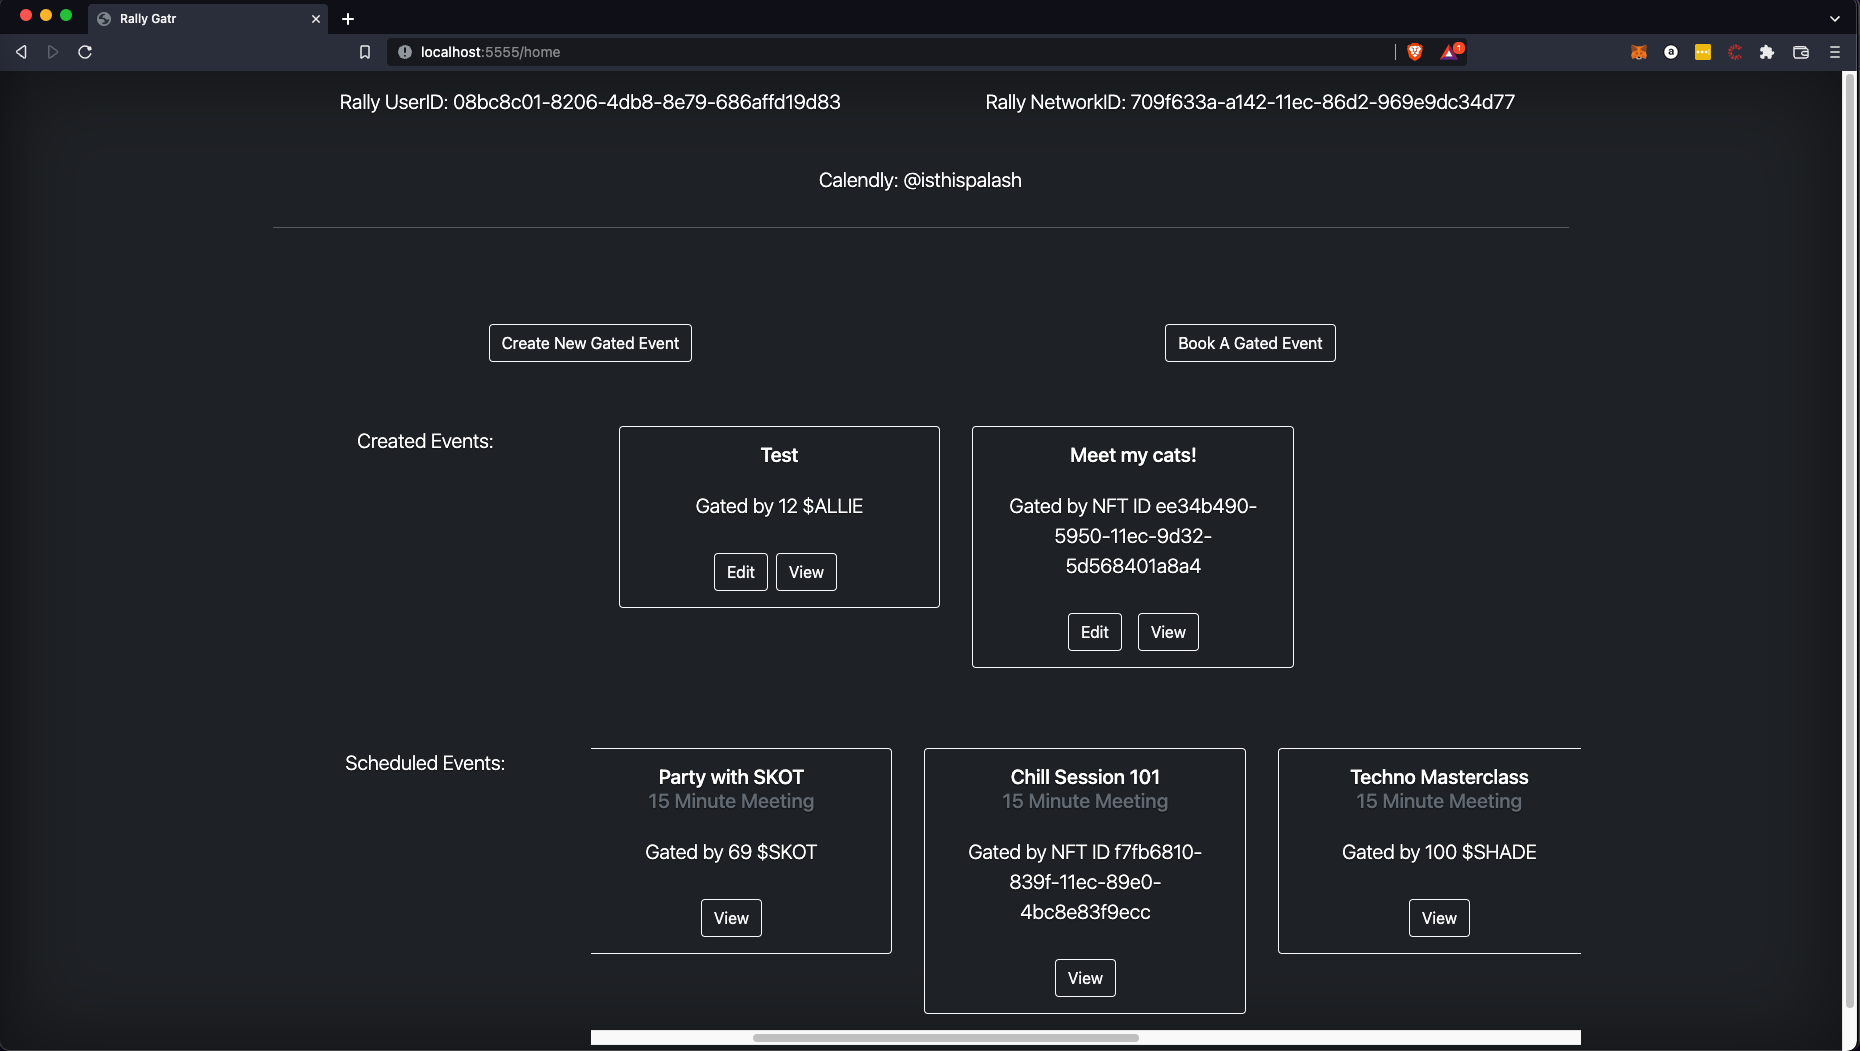 Rally Gatr
localhost:5555/home
1
a
Rally UserID: 08bc8c01-8206-4db8-8e79-686affd19d83
Rally NetworkID: 709f633a-a142-11ec-86d2-969e9dc34d77
Calendly: @isthispalash
Create New Gated Event
Book A Gated Event
Created Events:
Test
Gated by 12 $ALLIE
Edit
View
Meet my cats!
Gated by NFT ID ee34b490-
5950-11ec-9d32-
5d568401a8a4
Edit
View
Scheduled Events:
Party with SKOT
15 Minute Meeting
Gated by 69 $SKOT
View
Chill Session 101
15 Minute Meeting
Gated by NFT ID f7fb6810-
839f-11ec-89e0-
4bc8e83f9ecc
View
Techno Masterclass
15 Minute Meeting
Gated by 100 $SHADE
View